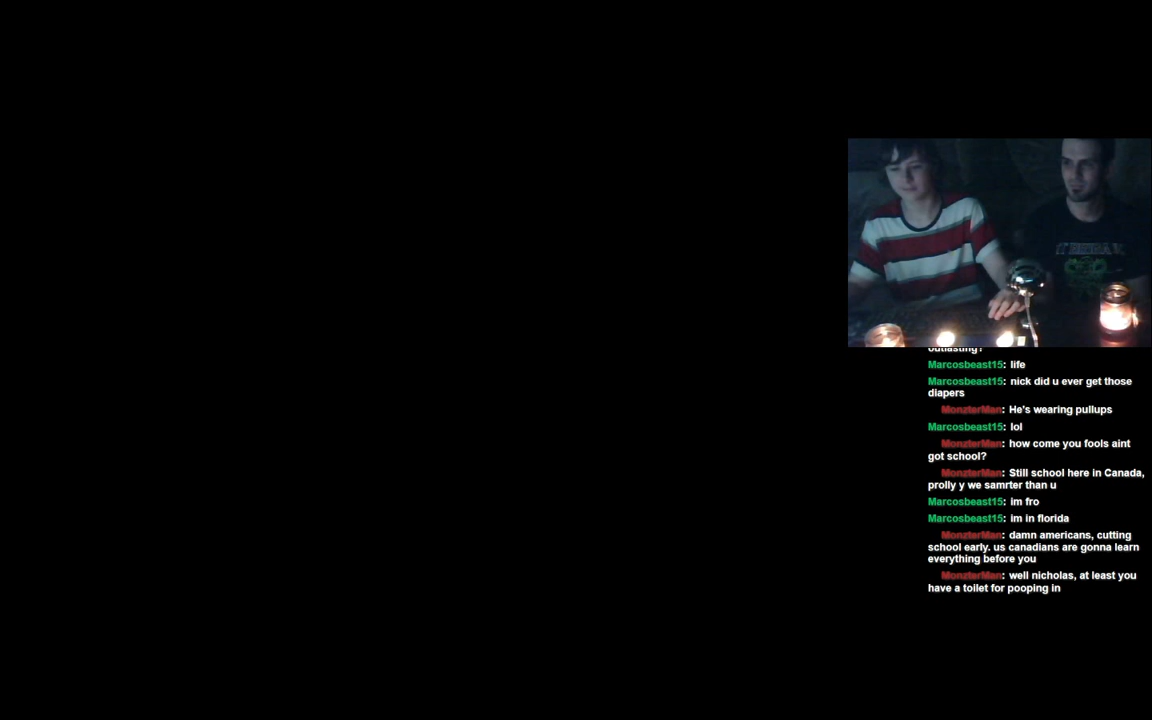 outlasting?
Marcosbeast15: life
Marcosbeast15: nick did u ever get those
diapers
MonzterMan: He's wearing pullups
Marcosbeast15: lol
MonzterMan: how come you fools aint
got school?
MonzterMan: Still school here in Canada,
prolly y we samrter than u
Marcosbeast15: im fro
Marcosbeast15: im in florida
MonzterMan: damn americans, cutting
school early. us canadians are gonna learn
everything before you
MonzterMan: well nicholas, at least you
have a toilet for pooping in